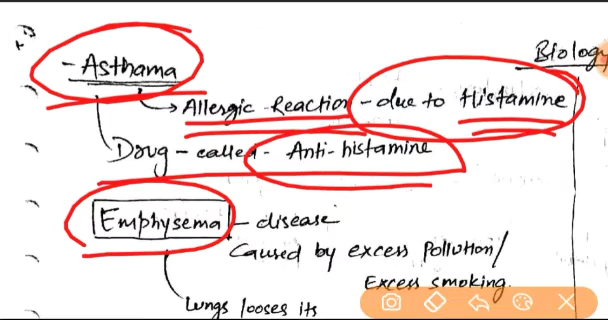 Biology
- Asthama
→ Allergic Reaction - due to Histamine
Drug - called - Anti-histamine
Emphysema - disease
Caused by excess Pollution/
Excess smoking.
Lungs looses its